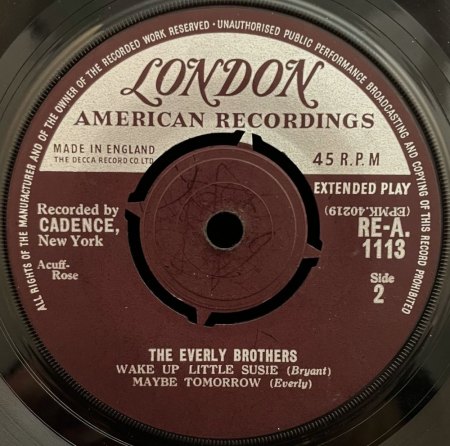 ALL RIGHTS OF THE MANUFACTURER AND OF THE OWNER OF THE RECORDED WORK RESERVED · UNAUTHORISED PUBLIC PERFORMANCE BROADCASTING AND COPYING OF THIS RECORD PROHIBITED
LONDON
AMERICAN RECORDINGS
MADE IN ENGLAND
THE DECCA RECORD CO. LTD.
45 R.P.M
EXTENDED PLAY
(EPMK.40219)
Recorded by
CADENCE,
New York
RE-A.
1113
Acuff-
Rose
Side
2
THE EVERLY BROTHERS
WAKE UP LITTLE SUSIE (Bryant)
MAYBE TOMORROW (Everly)